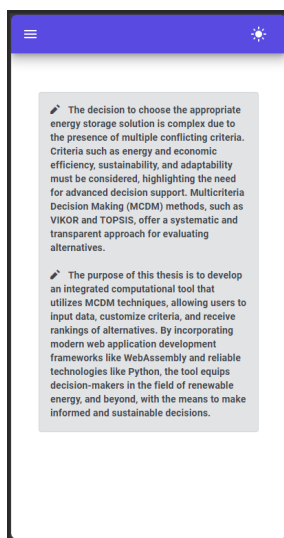 The decision to choose the appropriate
energy storage solution is complex due to
the presence of multiple conflicting criteria.
Criteria such as energy and economic
efficiency, sustainability, and adaptability
must be considered, highlighting the need
for advanced decision support. Multicriteria
Decision Making (MCDM) methods, such as
VIKOR and TOPSIS, offer a systematic and
transparent approach for evaluating
alternatives.
The purpose of this thesis is to develop
an integrated computational tool that
utilizes MCDM techniques, allowing users to
input data, customize criteria, and receive
rankings of alternatives. By incorporating
modern web application development
frameworks like WebAssembly and reliable
technologies like Python, the tool equips
decision-makers in the field of renewable
energy, and beyond, with the means to make
informed and sustainable decisions.